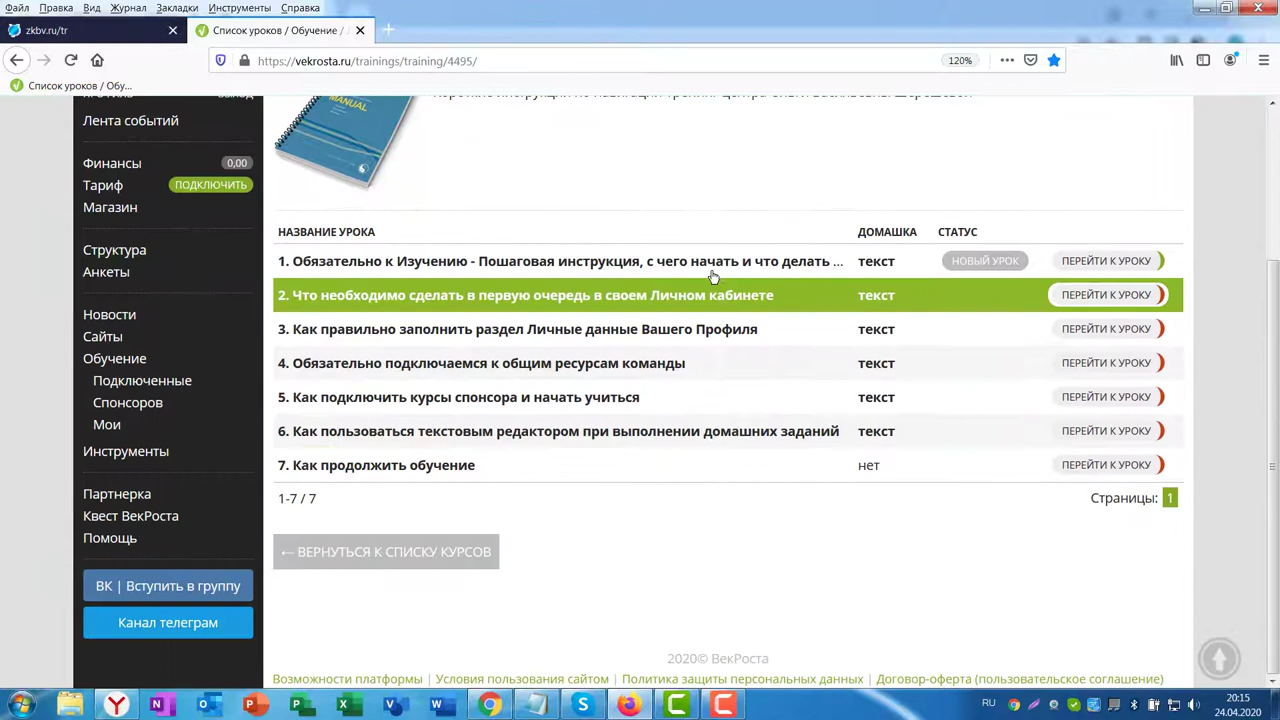 Файл Правка Вид Журнал Закладки Инструменты Справка
zkbv.ru/tr
Список уроков / Обучение /
https://vekrosta.ru/trainings/training/4495/
120%
Список уроков / Обу...
MANUAL
Лента событий
Финансы 0,00
Тариф ПОДКЛЮЧИТЬ
Магазин
Структура
Анкеты
Новости
Сайты
Обучение
Подключенные
Спонсоров
Мои
Инструменты
Партнерка
Квест ВекРоста
Помощь
ВК | Вступить в группу
Канал телеграм
НАЗВАНИЕ УРОКА ДОМАШКА СТАТУС
1. Обязательно к Изучению - Пошаговая инструкция, с чего начать и что делать ... текст НОВЫЙ УРОК ПЕРЕЙТИ К УРОКУ
2. Что необходимо сделать в первую очередь в своем Личном кабинете текст ПЕРЕЙТИ К УРОКУ
3. Как правильно заполнить раздел Личные данные Вашего Профиля текст ПЕРЕЙТИ К УРОКУ
4. Обязательно подключаемся к общим ресурсам команды текст ПЕРЕЙТИ К УРОКУ
5. Как подключить курсы спонсора и начать учиться текст ПЕРЕЙТИ К УРОКУ
6. Как пользоваться текстовым редактором при выполнении домашних заданий текст ПЕРЕЙТИ К УРОКУ
7. Как продолжить обучение нет ПЕРЕЙТИ К УРОКУ
1-7 / 7 Страницы: 1
← ВЕРНУТЬСЯ К СПИСКУ КУРСОВ
2020© ВекРоста
Возможности платформы | Условия пользования сайтом | Политика защиты персональных данных | Договор-оферта (пользовательское соглашение)
RU
20:15
24.04.2020